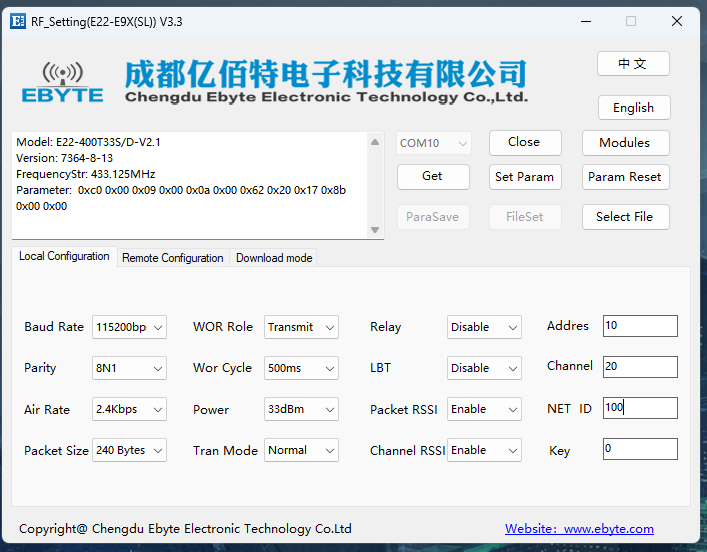 RF_Setting(E22-E9X(SL)) V3.3
EBYTE
成都亿佰特电子科技有限公司
Chengdu Ebyte Electronic Technology Co.,Ltd.
中 文
English
Model: E22-400T33S/D-V2.1
Version: 7364-8-13
FrequencyStr: 433.125MHz
Parameter: 0xc0 0x00 0x09 0x00 0x0a 0x00 0x62 0x20 0x17 0x8b
0x00 0x00
COM10 Close Modules
Get Set Param Param Reset
ParaSave FileSet Select File
Local Configuration Remote Configuration Download mode
Baud Rate 115200bp WOR Role Transmit Relay Disable Addres 10
Parity 8N1 Wor Cycle 500ms LBT Disable Channel 20
Air Rate 2.4Kbps Power 33dBm Packet RSSI Enable NET ID 100
Packet Size 240 Bytes Tran Mode Normal Channel RSSI Enable Key 0
Copyright@ Chengdu Ebyte Electronic Technology Co.Ltd Website: www.ebyte.com